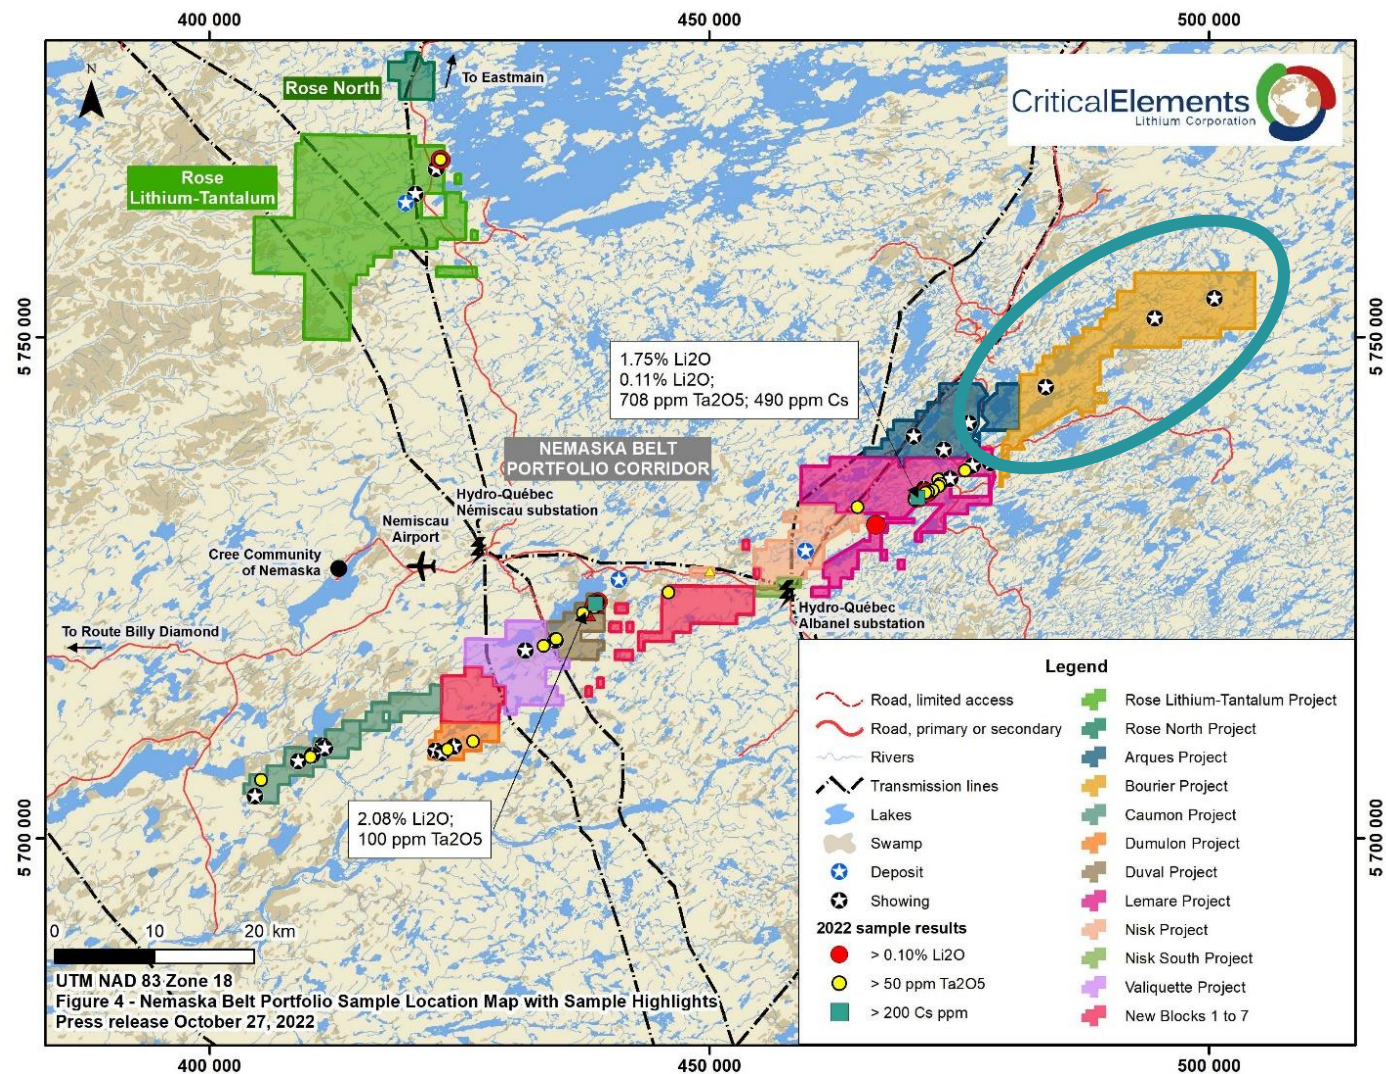 400 000
450 000
500 000
N
Rose North
To Eastmain
CriticalElements
Lithium Corporation
Rose
Lithium-Tantalum
5 750 000
5 750 000
1.75% Li2O
0.11% Li2O;
708 ppm Ta2O5; 490 ppm Cs
NEMASKA BELT
PORTFOLIO CORRIDOR
Hydro-Québec
Némiscau substation
Nemiscau
Airport
Cree Community
of Nemaska
Hydro-Québec
Albanel substation
To Route Billy Diamond
2.08% Li2O;
100 ppm Ta2O5
5 700 000
5 700 000
Legend
Road, limited access
Road, primary or secondary
Rivers
Transmission lines
Lakes
Swamp
Deposit
Showing
2022 sample results
> 0.10% Li2O
> 50 ppm Ta2O5
> 200 Cs ppm
Rose Lithium-Tantalum Project
Rose North Project
Arques Project
Bourier Project
Caumon Project
Dumulon Project
Duval Project
Lemare Project
Nisk Project
Nisk South Project
Valiquette Project
New Blocks 1 to 7
0 10 20 km
UTM NAD 83 Zone 18
Figure 4 - Nemaska Belt Portfolio Sample Location Map with Sample Highlights
Press release October 27, 2022
400 000
450 000
500 000